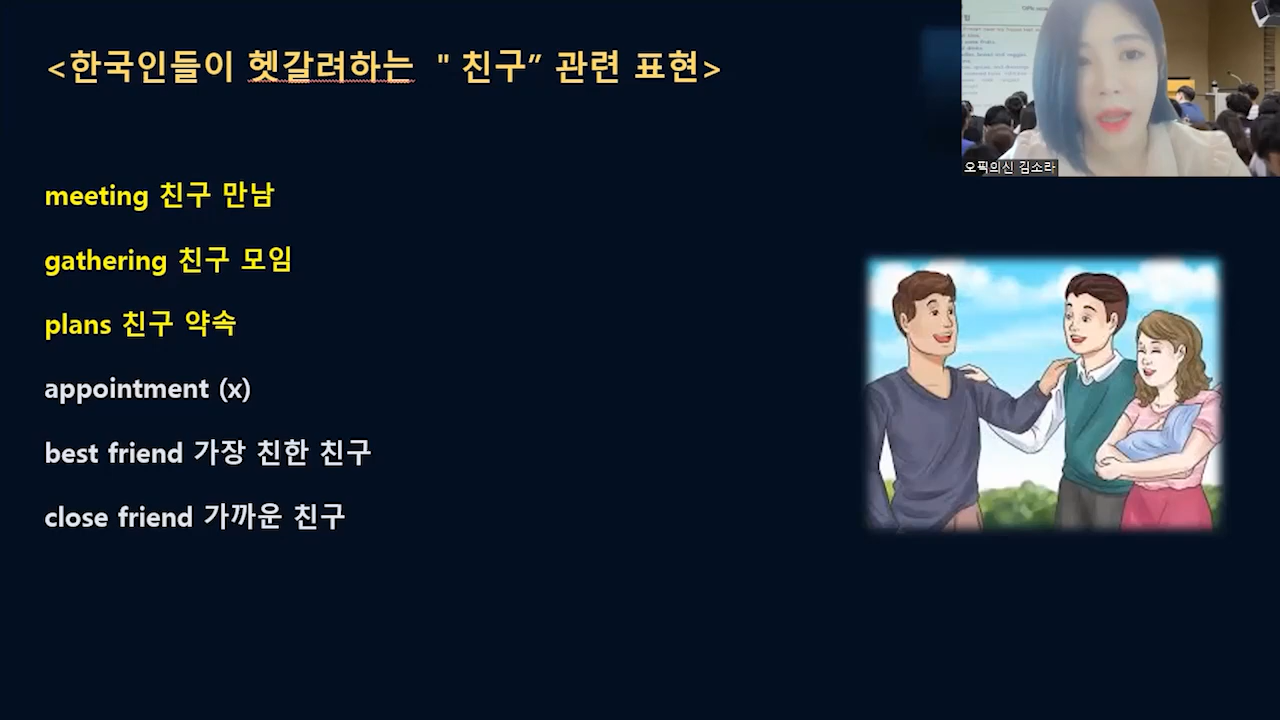 <한국인들이 헷갈려하는 " 친구” 관련 표현>
오픽의신 김소라
meeting 친구 만남
gathering 친구 모임
plans 친구 약속
appointment (x)
best friend 가장 친한 친구
close friend 가까운 친구